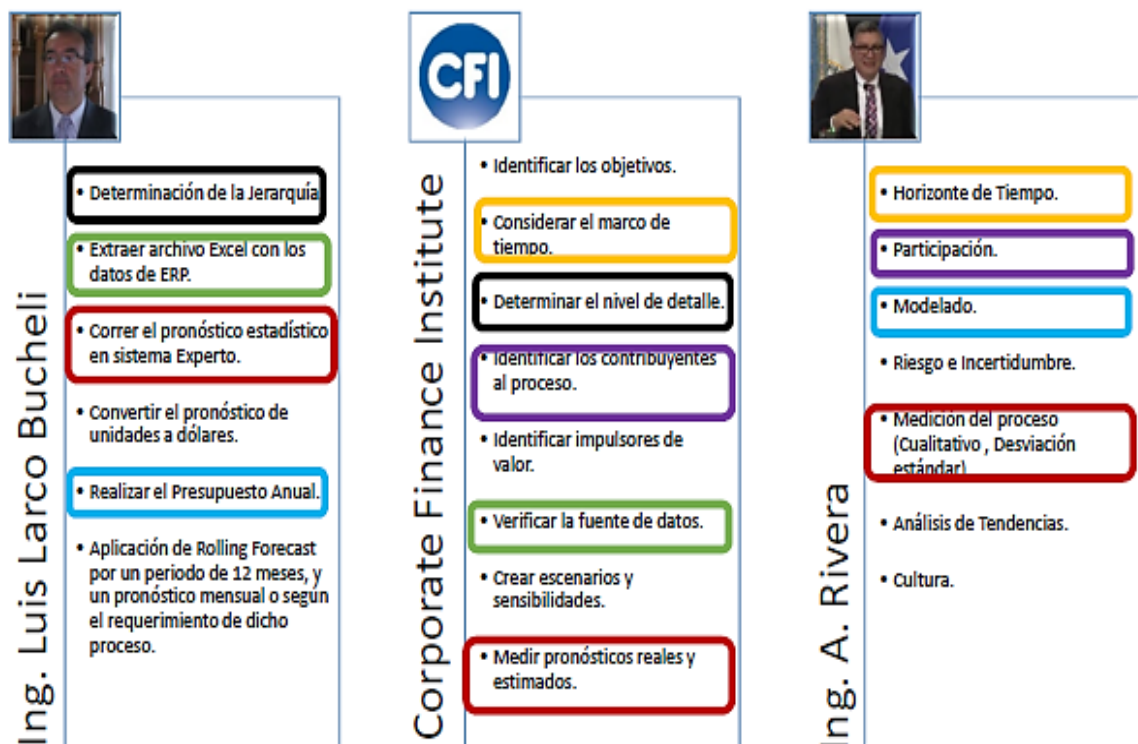 Ing. Luis Larco Bucheli
• Determinación de la Jerarquía
• Extraer archivo Excel con los
datos de ERP.
• Correr el pronóstico estadístico
en sistema Experto.
• Convertir el pronóstico de
unidades a dólares.
• Realizar el Presupuesto Anual.
• Aplicación de Rolling Forecast
por un periodo de 12 meses, y
un pronóstico mensual o según
el requerimiento de dicho
proceso.
CFI
Corporate Finance Institute
• Identificar los objetivos.
• Considerar el marco de
tiempo.
• Determinar el nivel de detalle.
• Identificar los contribuyentes
al proceso.
• Identificar impulsores de
valor.
• Verificar la fuente de datos.
• Crear escenarios y
sensibilidades.
• Medir pronósticos reales y
estimados.
Ing. A. Rivera
• Horizonte de Tiempo.
• Participación.
• Modelado.
• Riesgo e Incertidumbre.
• Medición del proceso
(Cualitativo , Desviación
estándar)
• Análisis de Tendencias.
• Cultura.